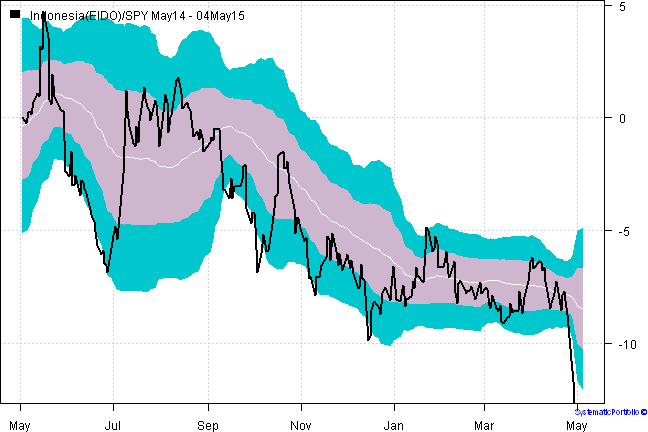 Indonesia(EIDO)/SPY May14 - 04May15
5
0
-5
-10
SystematicPortfolio ©
May Jul Sep Nov Jan Mar May